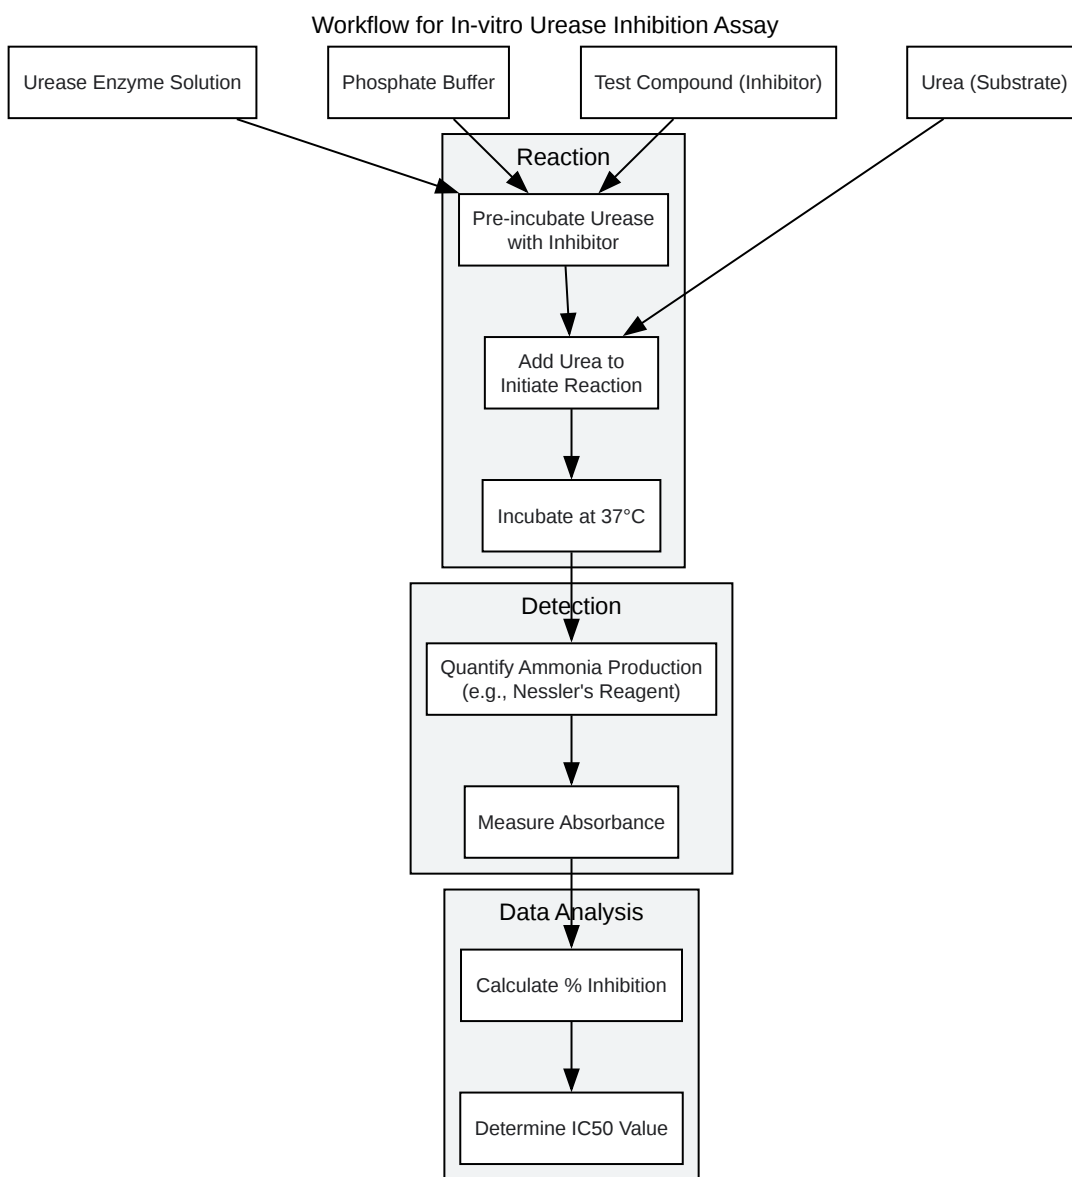 Workflow for In-vitro Urease Inhibition Assay
Urease Enzyme Solution
Phosphate Buffer
Test Compound (Inhibitor)
Urea (Substrate)
Reaction
Pre-incubate Urease
with Inhibitor
Add Urea to
Initiate Reaction
Incubate at 37°C
Detection
Quantify Ammonia Production
(e.g., Nessler's Reagent)
Measure Absorbance
Data Analysis
Calculate % Inhibition
Determine IC50 Value